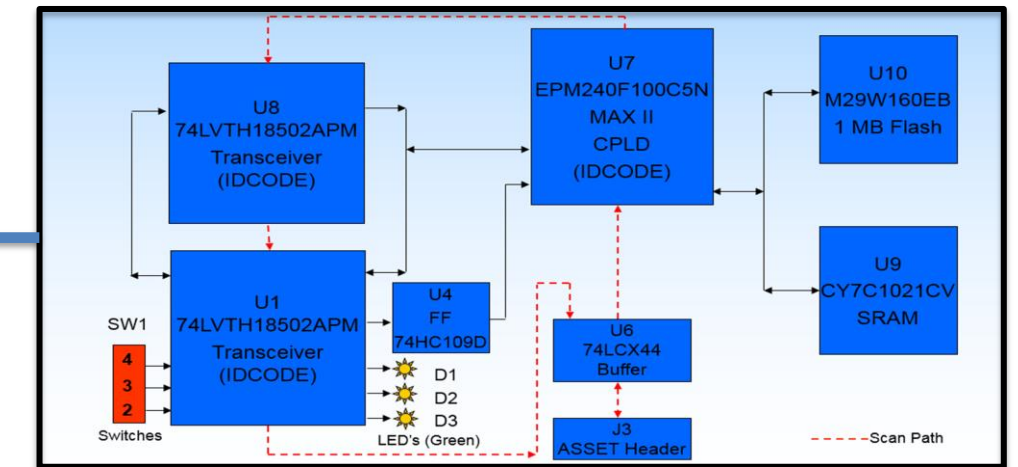 U8
74LVTH18502APM
Transceiver
(IDCODE)
U7
EPM240F100C5N
MAX II
CPLD
(IDCODE)
U10
M29W160EB
1 MB Flash
U1
74LVTH18502APM
Transceiver
(IDCODE)
U4
FF
74HC109D
U9
CY7C1021CV
SRAM
SW1
4
3
2
Switches
D1
D2
D3
LED's (Green)
U6
74LCX44
Buffer
J3
ASSET Header
Scan Path